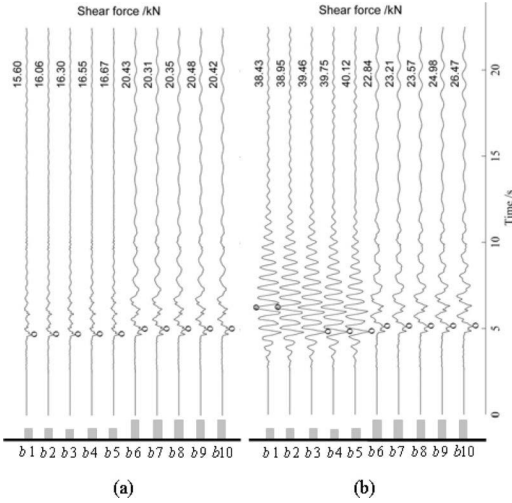 Shear force /kN
15.60 16.06 16.30 16.55 16.67 20.43 20.31 20.35 20.48 20.42
b1 b2 b3 b4 b5 b6 b7 b8 b9 b10
(a)
Shear force /kN
38.43 38.95 39.46 39.75 40.12 22.84 23.21 23.57 24.98 26.47
b1 b2 b3 b4 b5 b6 b7 b8 b9 b10
(b)
0 5 10 15 20
Time /s